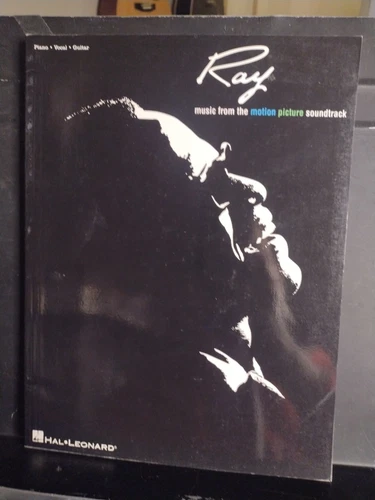 Piano • Vocal • Guitar
Ray
music from the motion picture soundtrack
HAL•LEONARD®